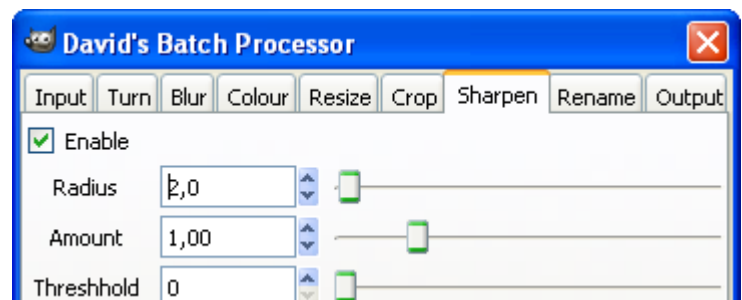 David's Batch Processor
Input Turn Blur Colour Resize Crop Sharpen Rename Output
Enable
Radius 2,0
Amount 1,00
Threshhold 0